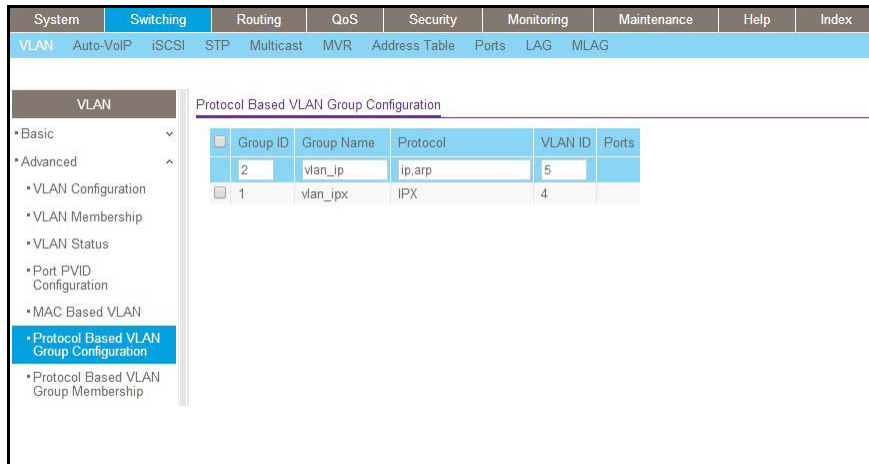 System Switching Routing QoS Security Monitoring Maintenance Help Index
VLAN Auto-VoIP iSCSI STP Multicast MVR Address Table Ports LAG MLAG
VLAN
Basic
Advanced
VLAN Configuration
VLAN Membership
VLAN Status
Port PVID
Configuration
MAC Based VLAN
Protocol Based VLAN
Group Configuration
Protocol Based VLAN
Group Membership
Protocol Based VLAN Group Configuration
Group ID Group Name Protocol VLAN ID Ports
2 vlan_ip ip,arp 5
1 vlan_ipx IPX 4